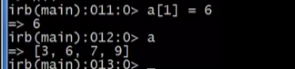 irb(main):011:0> a[1] = 6
=> 6
irb(main):012:0> a
=> [3, 6, 7, 9]
irb(main):013:0> _